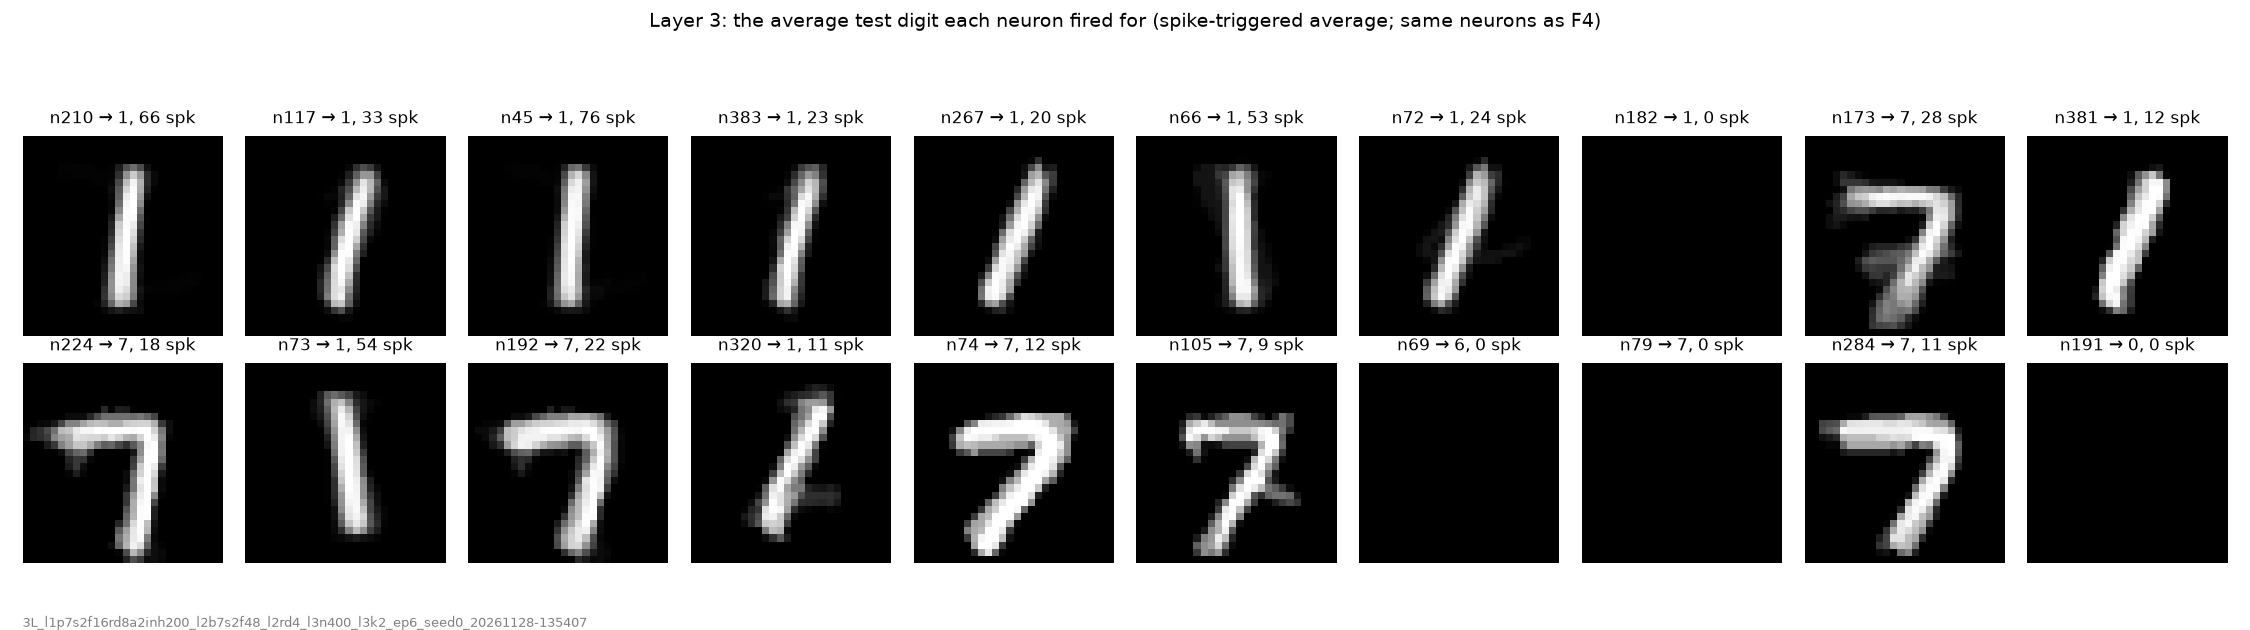 Layer 3: the average test digit each neuron fired for (spike-triggered average; same neurons as F4)
n210 → 1, 66 spk
n117 → 1, 33 spk
n45 → 1, 76 spk
n383 → 1, 23 spk
n267 → 1, 20 spk
n66 → 1, 53 spk
n72 → 1, 24 spk
n182 → 1, 0 spk
n173 → 7, 28 spk
n381 → 1, 12 spk
n224 → 7, 18 spk
n73 → 1, 54 spk
n192 → 7, 22 spk
n320 → 1, 11 spk
n74 → 7, 12 spk
n105 → 7, 9 spk
n69 → 6, 0 spk
n79 → 7, 0 spk
n284 → 7, 11 spk
n191 → 0, 0 spk
3L_l1p7s2f16rd8a2inh200_l2b7s2f48_l2rd4_l3n400_l3k2_ep6_seed0_20261128-135407